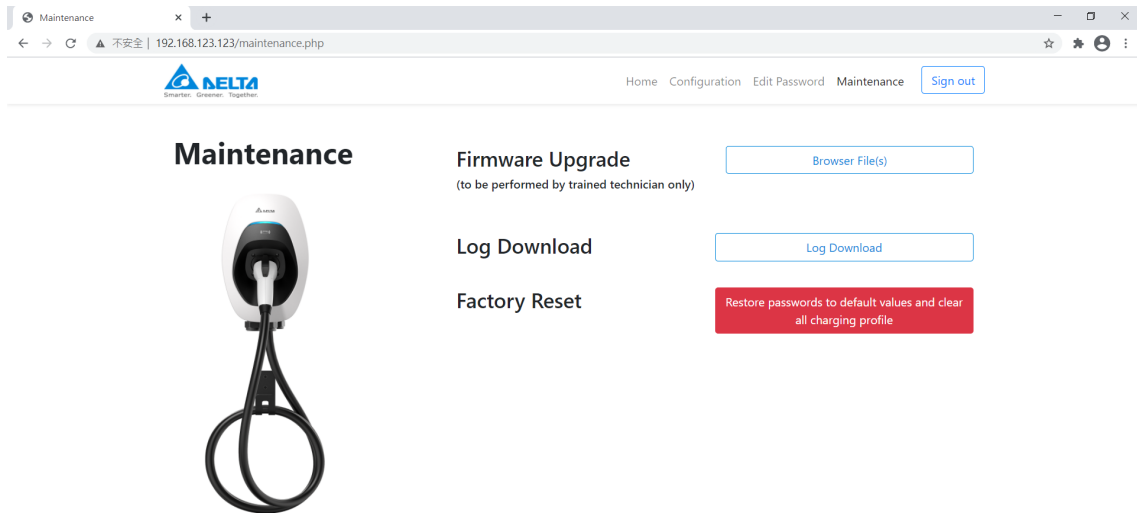 Maintenance
不安全 | 192.168.123.123/maintenance.php
DELTA
Smarter. Greener. Together.
Home Configuration Edit Password Maintenance Sign out
Maintenance
Firmware Upgrade
(to be performed by trained technician only)
Browser File(s)
Log Download
Log Download
Factory Reset
Restore passwords to default values and clear
all charging profile